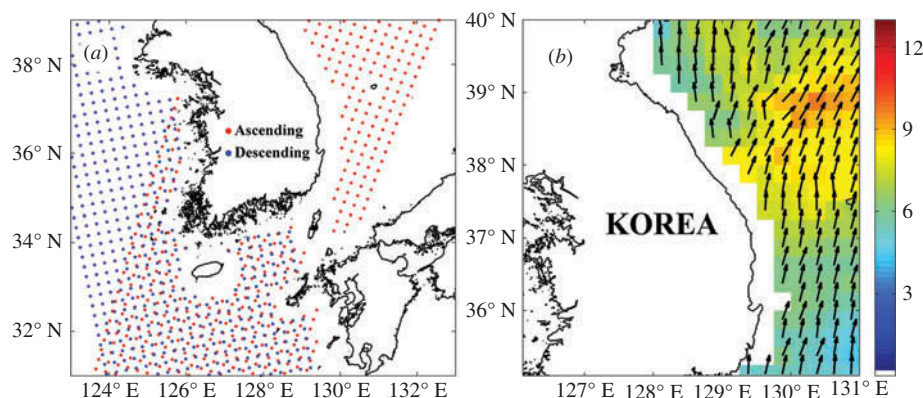 (a)
38° N
36° N
34° N
32° N
124° E 126° E 128° E 130° E 132° E
Ascending
Descending
(b)
40° N
39° N
38° N
37° N
36° N
127° E 128° E 129° E 130° E 131° E
KOREA
12
9
6
3